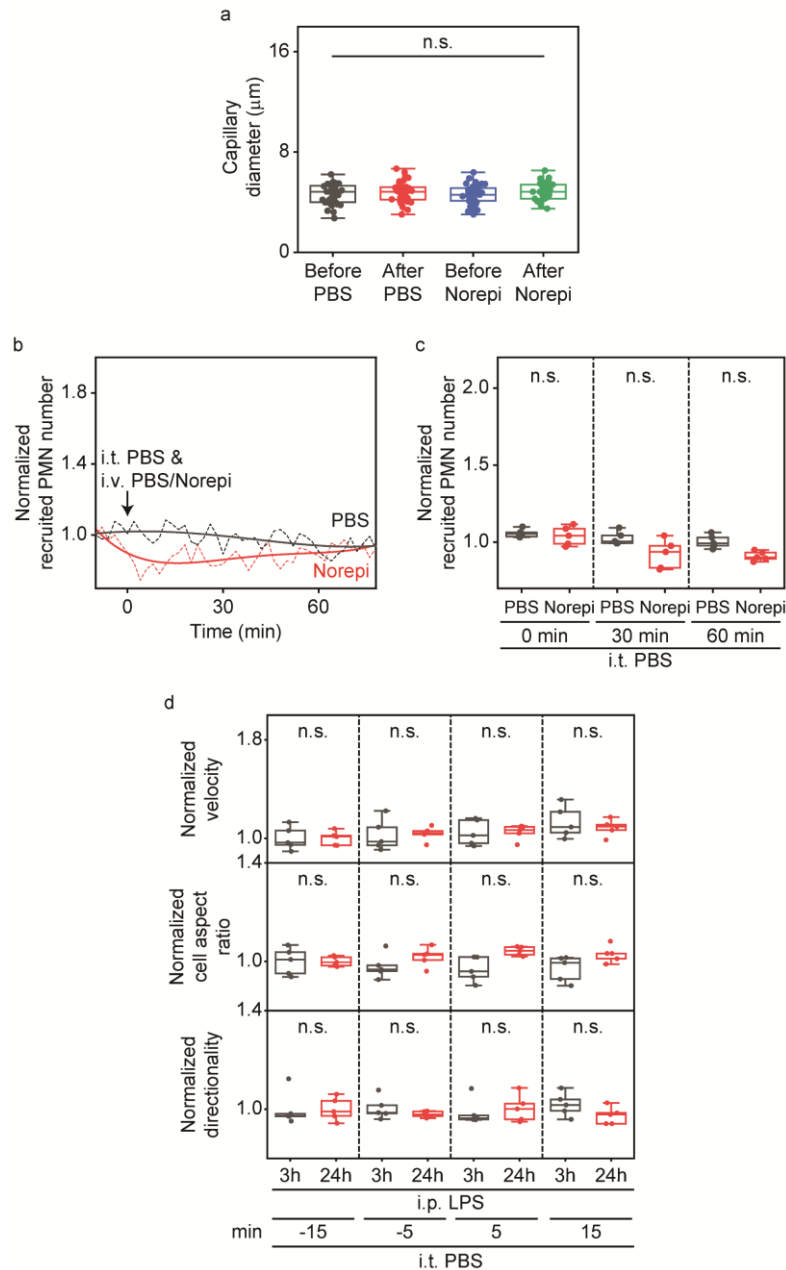 a
n.s.
16
8
0
Capillary
diameter (μm)
Before
PBS
After
PBS
Before
Norepi
After
Norepi
b
Normalized
recruited PMN number
1.8
1.4
1.0
i.t. PBS &
i.v. PBS/Norepi
PBS
Norepi
0 30 60
Time (min)
c
Normalized
recruited PMN number
2.0
1.5
1.0
n.s. n.s. n.s.
PBS Norepi PBS Norepi PBS Norepi
0 min 30 min 60 min
i.t. PBS
d
Normalized
velocity
1.8
1.0
n.s. n.s. n.s. n.s.
Normalized
cell aspect
ratio
1.4
1.0
n.s. n.s. n.s. n.s.
Normalized
directionality
1.4
1.0
n.s. n.s. n.s. n.s.
3h 24h 3h 24h 3h 24h 3h 24h
i.p. LPS
min -15 -5 5 15
i.t. PBS